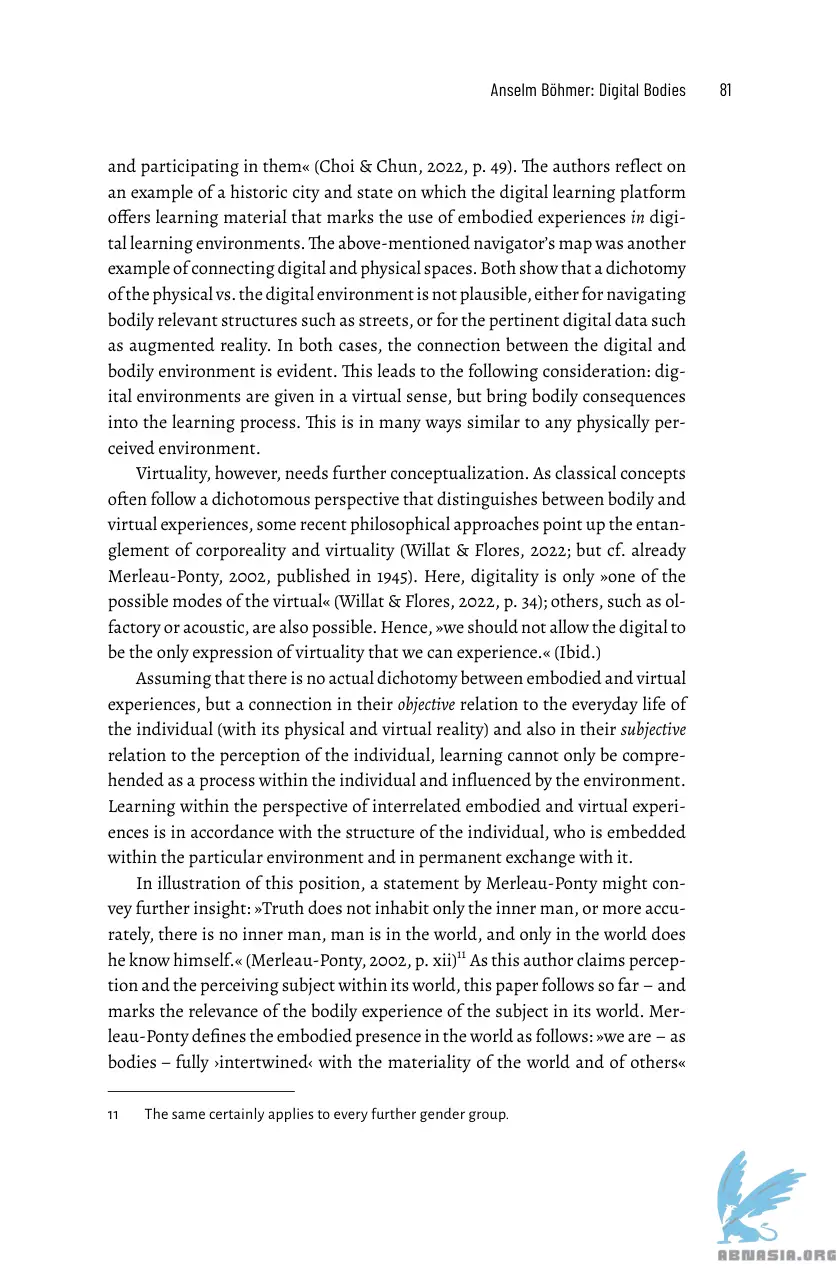 Anselm Böhmer: Digital Bodies 81
and participating in them« (Choi & Chun, 2022, p. 49). The authors reflect on
an example of a historic city and state on which the digital learning platform
offers learning material that marks the use of embodied experiences in digi-
tal learning environments. The above-mentioned navigator’s map was another
example of connecting digital and physical spaces. Both show that a dichotomy
of the physical vs. the digital environment is not plausible, either for navigating
bodily relevant structures such as streets, or for the pertinent digital data such
as augmented reality. In both cases, the connection between the digital and
bodily environment is evident. This leads to the following consideration: dig-
ital environments are given in a virtual sense, but bring bodily consequences
into the learning process. This is in many ways similar to any physically per-
ceived environment.
Virtuality, however, needs further conceptualization. As classical concepts
often follow a dichotomous perspective that distinguishes between bodily and
virtual experiences, some recent philosophical approaches point up the entan-
glement of corporeality and virtuality (Willat & Flores, 2022; but cf. already
Merleau-Ponty, 2002, published in 1945). Here, digitality is only »one of the
possible modes of the virtual« (Willat & Flores, 2022, p. 34); others, such as ol-
factory or acoustic, are also possible. Hence, »we should not allow the digital to
be the only expression of virtuality that we can experience.« (Ibid.)
Assuming that there is no actual dichotomy between embodied and virtual
experiences, but a connection in their objective relation to the everyday life of
the individual (with its physical and virtual reality) and also in their subjective
relation to the perception of the individual, learning cannot only be compre-
hended as a process within the individual and influenced by the environment.
Learning within the perspective of interrelated embodied and virtual experi-
ences is in accordance with the structure of the individual, who is embedded
within the particular environment and in permanent exchange with it.
In illustration of this position, a statement by Merleau-Ponty might con-
vey further insight: »Truth does not inhabit only the inner man, or more accu-
rately, there is no inner man, man is in the world, and only in the world does
he know himself.« (Merleau-Ponty, 2002, p. xii)11 As this author claims percep-
tion and the perceiving subject within its world, this paper follows so far – and
marks the relevance of the bodily experience of the subject in its world. Mer-
leau-Ponty defines the embodied presence in the world as follows: »we are – as
bodies – fully ›intertwined‹ with the materiality of the world and of others«
11 The same certainly applies to every further gender group.
ABNASIA.ORG